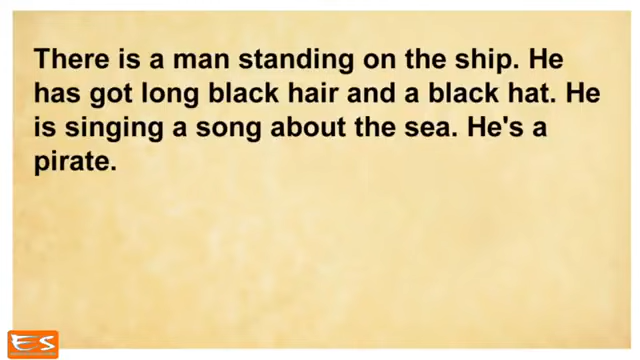 There is a man standing on the ship. He
has got long black hair and a black hat. He
is singing a song about the sea. He's a
pirate.
ES